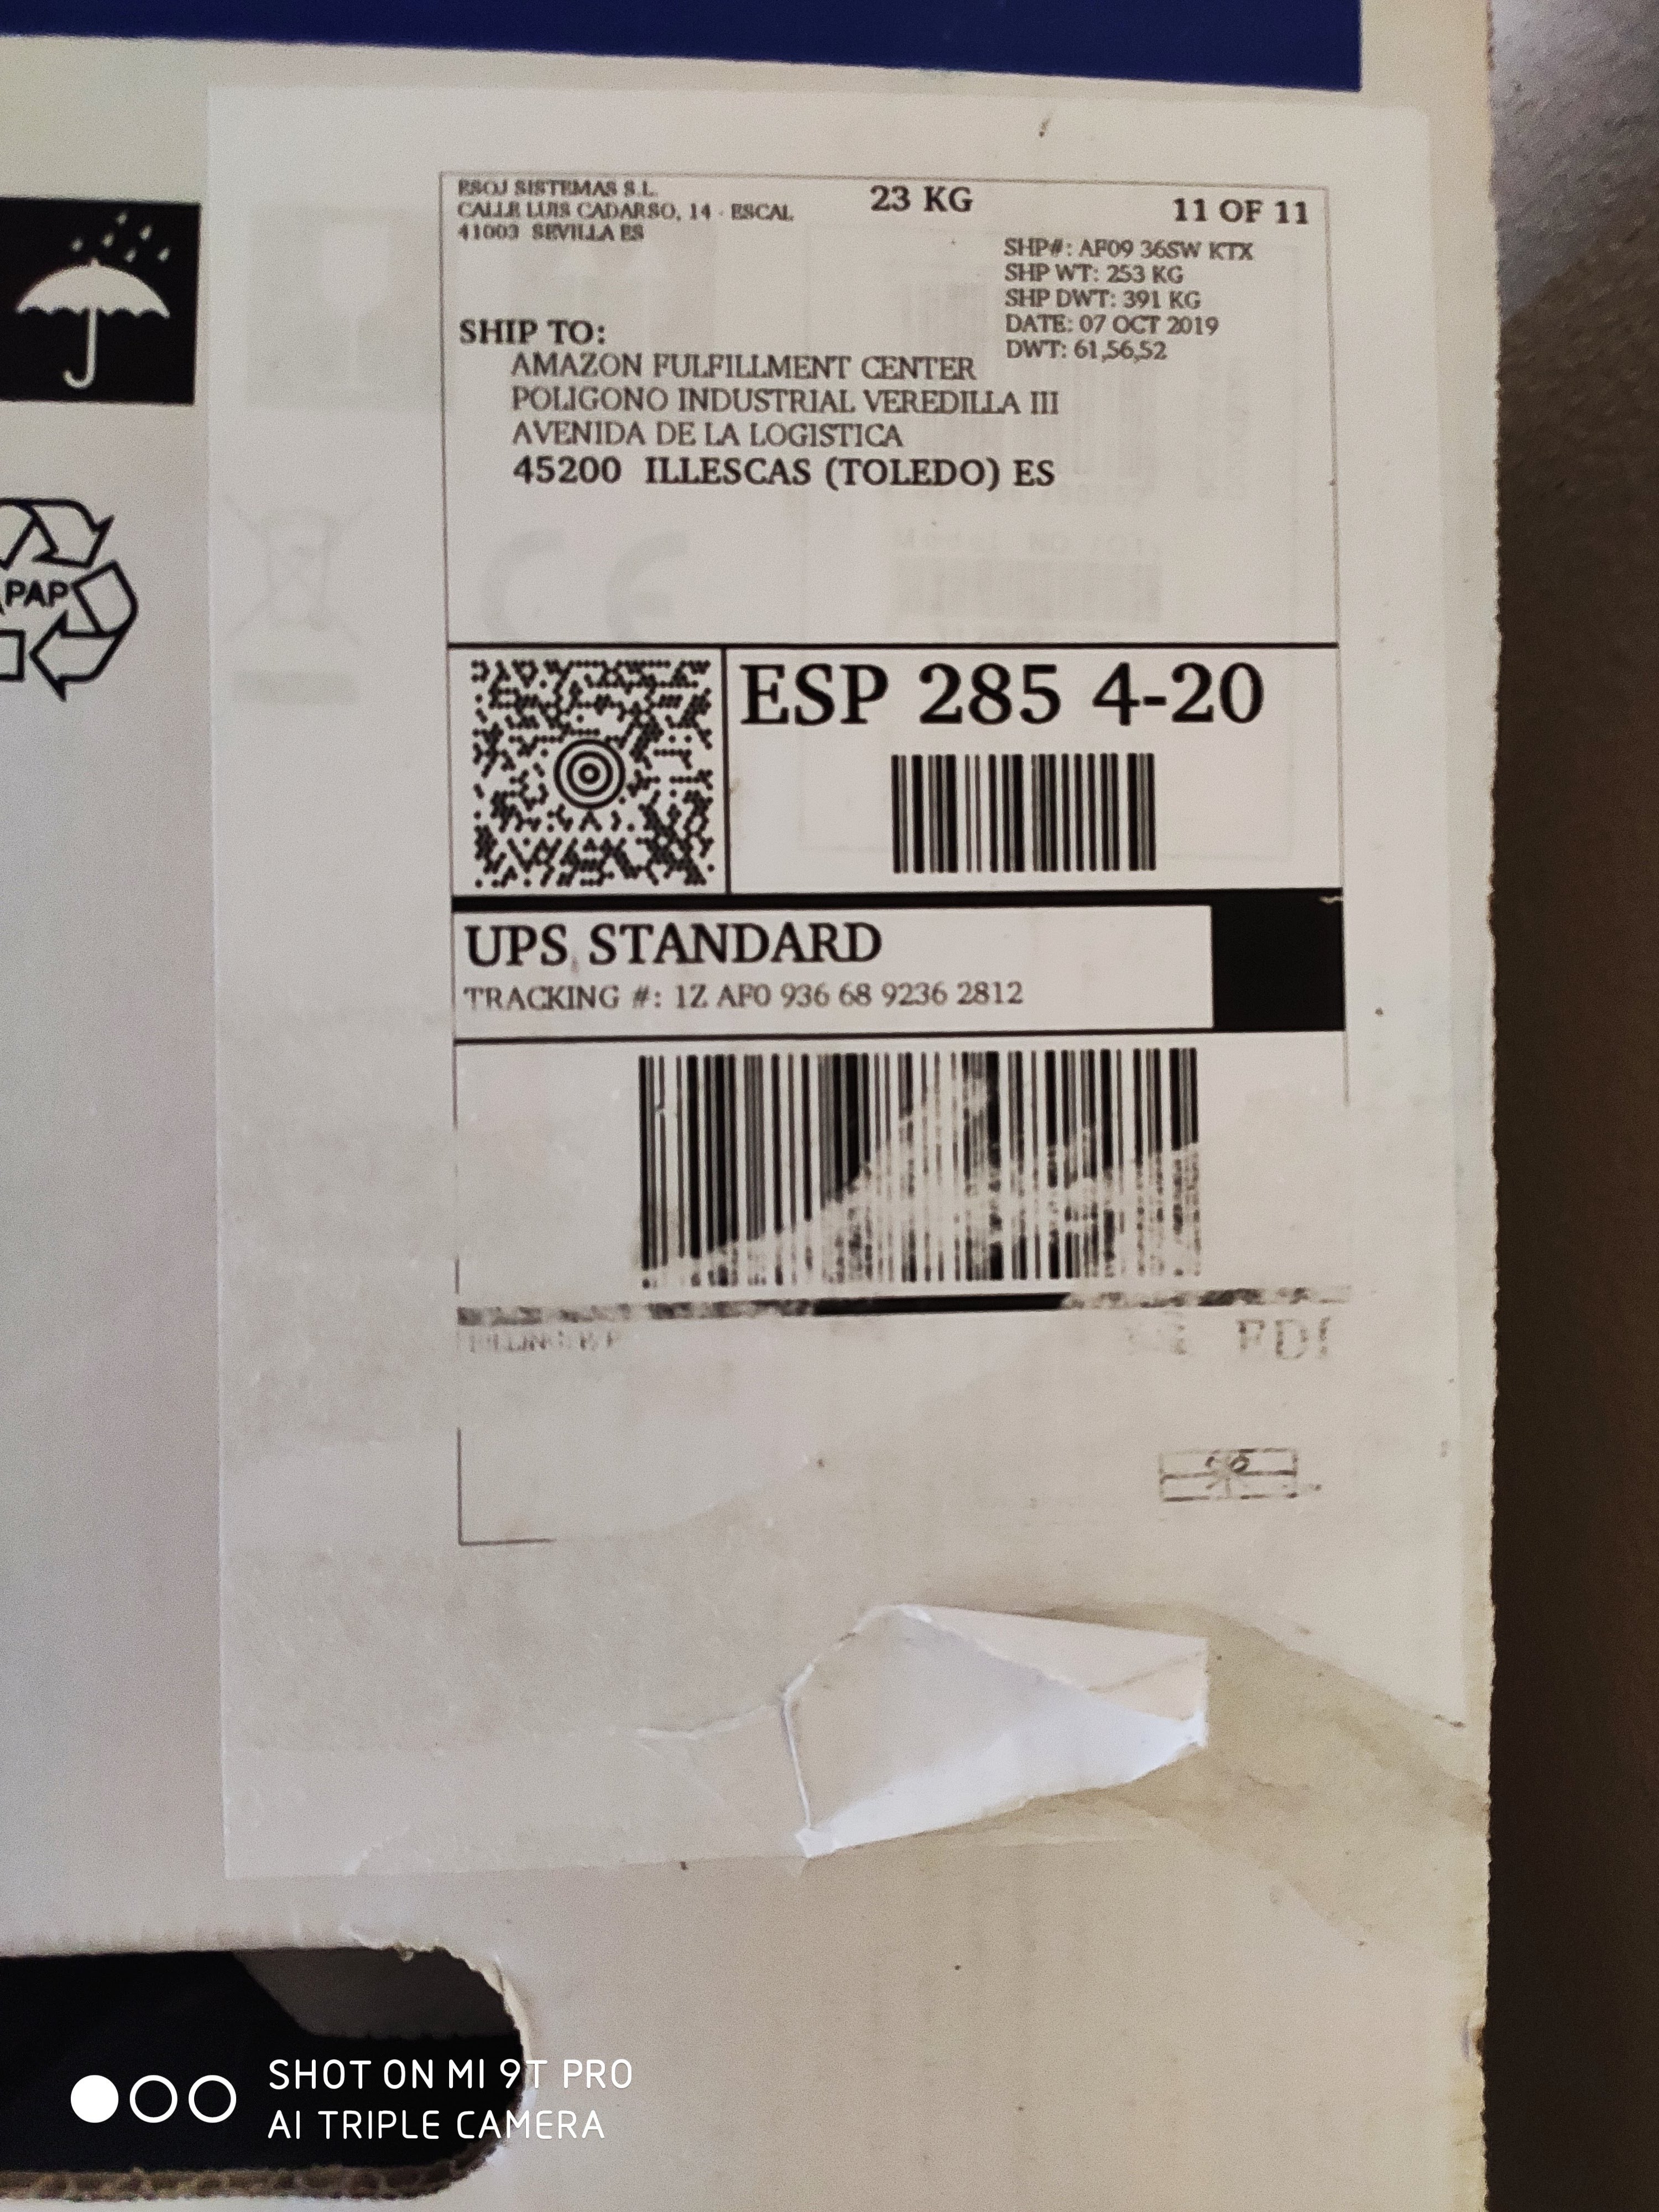 ESOJ SISTEMAS S.L.
CALLE LUIS CADARSO, 14 - ESCAL
41003 SEVILLA ES
23 KG
11 OF 11
SHP#: AF09 36SW KTX
SHP WT: 253 KG
SHP DWT: 391 KG
DATE: 07 OCT 2019
DWT: 61,56,52
SHIP TO:
AMAZON FULFILLMENT CENTER
POLIGONO INDUSTRIAL VEREDILLA III
AVENIDA DE LA LOGISTICA
45200 ILLESCAS (TOLEDO) ES
PAP
CE
ESP 285 4-20
UPS STANDARD
TRACKING #: 1Z AF0 936 68 9236 2812
BILLING: P/P
EDI
SHOT ON MI 9T PRO
AI TRIPLE CAMERA